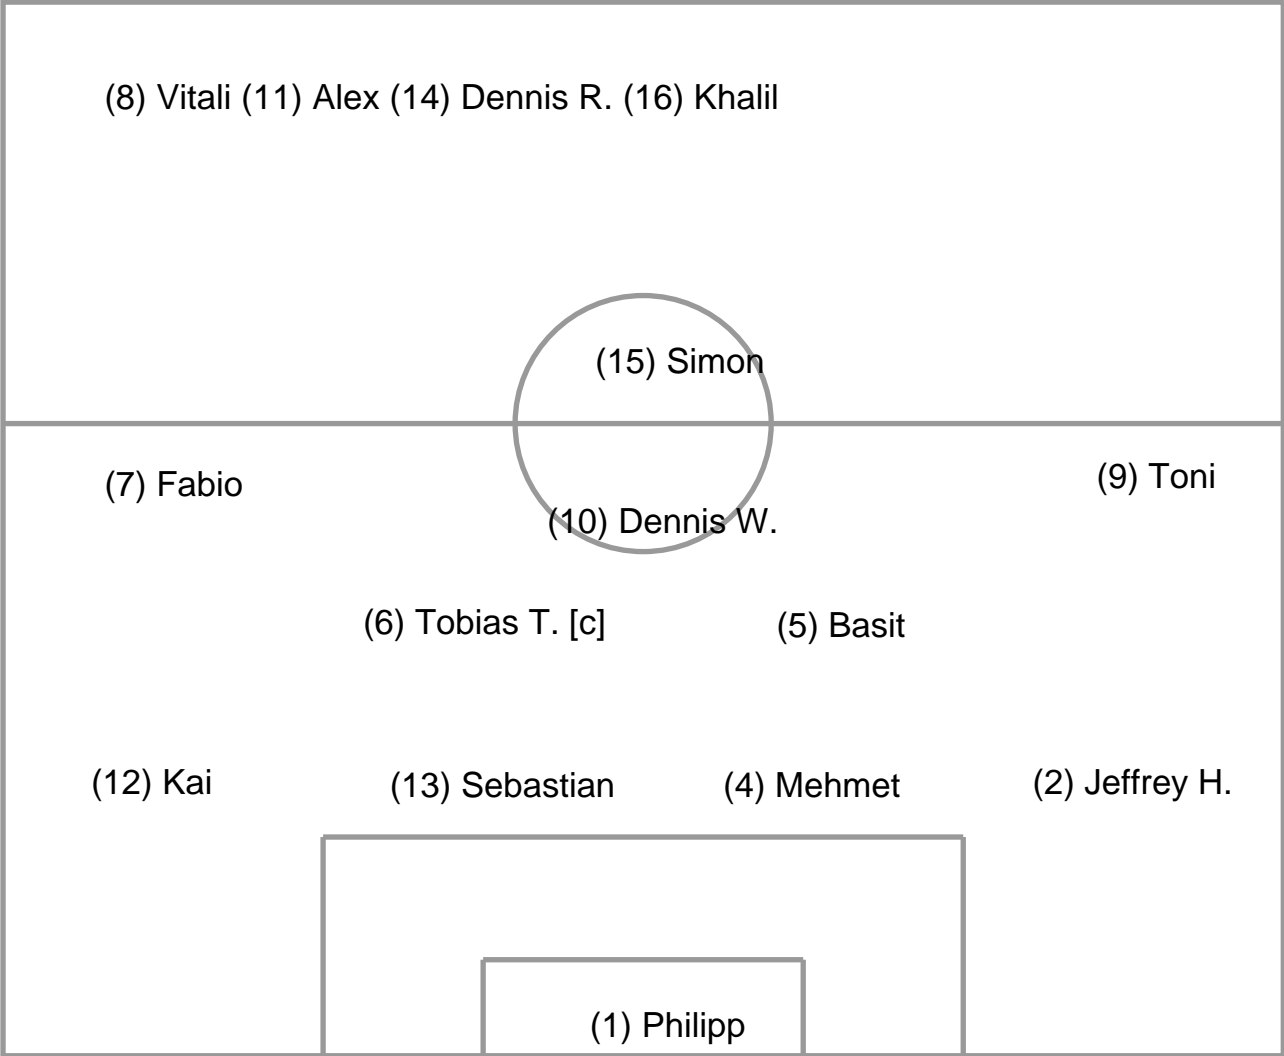 (8) Vitali (11) Alex (14) Dennis R. (16) Khalil
(15) Simon
(7) Fabio
(9) Toni
(10) Dennis W.
(6) Tobias T. [c]
(5) Basit
(12) Kai
(13) Sebastian
(4) Mehmet
(2) Jeffrey H.
(1) Philipp